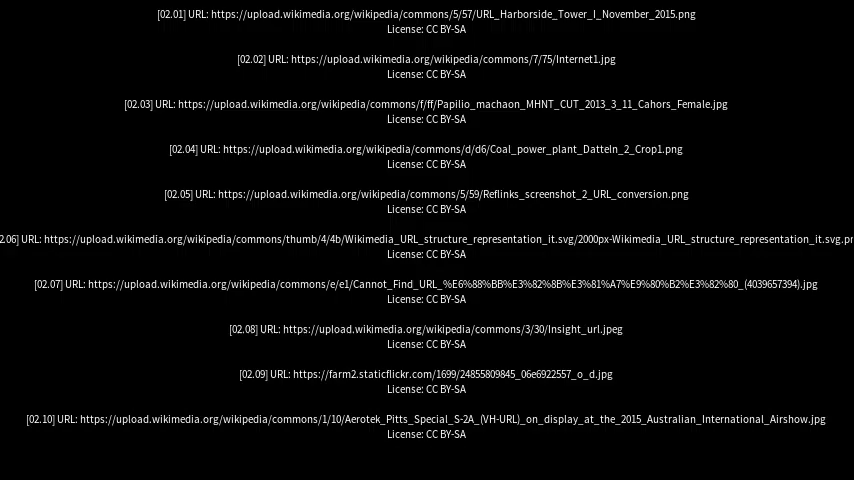 [02.01] URL: https://upload.wikimedia.org/wikipedia/commons/5/57/URL_Harborside_Tower_I_November_2015.png
License: CC BY-SA
[02.02] URL: https://upload.wikimedia.org/wikipedia/commons/7/75/Internet1.jpg
License: CC BY-SA
[02.03] URL: https://upload.wikimedia.org/wikipedia/commons/f/ff/Papilio_machaon_MHNT_CUT_2013_3_11_Cahors_Female.jpg
License: CC BY-SA
[02.04] URL: https://upload.wikimedia.org/wikipedia/commons/d/d6/Coal_power_plant_Datteln_2_Crop1.png
License: CC BY-SA
[02.05] URL: https://upload.wikimedia.org/wikipedia/commons/5/59/Reflinks_screenshot_2_URL_conversion.png
License: CC BY-SA
2.06] URL: https://upload.wikimedia.org/wikipedia/commons/thumb/4/4b/Wikimedia_URL_structure_representation_it.svg/2000px-Wikimedia_URL_structure_representation_it.svg.pn
License: CC BY-SA
[02.07] URL: https://upload.wikimedia.org/wikipedia/commons/e/e1/Cannot_Find_URL_%E6%88%BB%E3%82%8B%E3%81%A7%E9%80%B2%E3%82%80_(4039657394).jpg
License: CC BY-SA
[02.08] URL: https://upload.wikimedia.org/wikipedia/commons/3/30/Insight_url.jpeg
License: CC BY-SA
[02.09] URL: https://farm2.staticflickr.com/1699/24855809845_06e6922557_o_d.jpg
License: CC BY-SA
[02.10] URL: https://upload.wikimedia.org/wikipedia/commons/1/10/Aerotek_Pitts_Special_S-2A_(VH-URL)_on_display_at_the_2015_Australian_International_Airshow.jpg
License: CC BY-SA